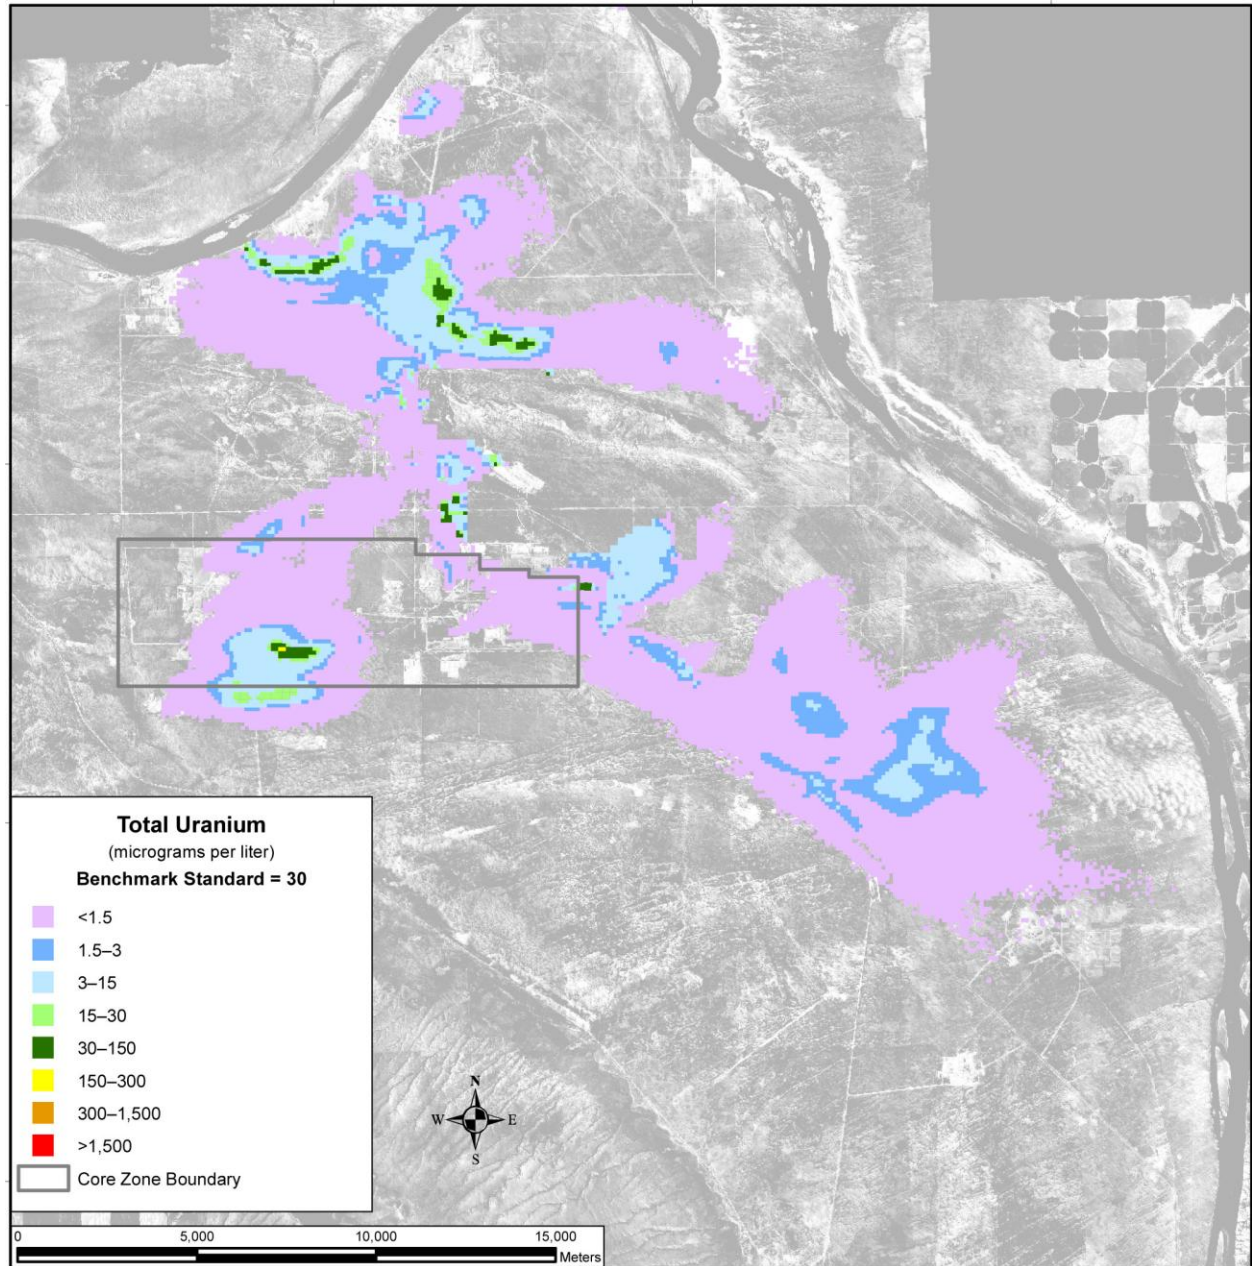 Total Uranium
(micrograms per liter)
Benchmark Standard = 30
<1.5
1.5–3
3–15
15–30
30–150
150–300
300–1,500
>1,500
Core Zone Boundary
N
W E
S
0 5,000 10,000 15,000
Meters